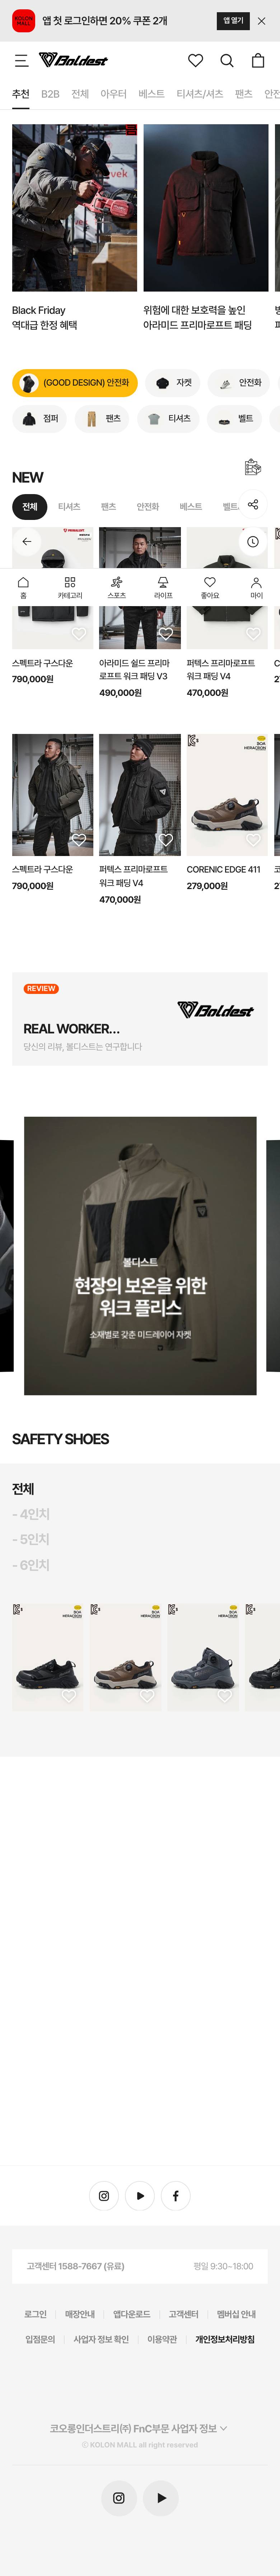 KOLON MALL
앱 첫 로그인하면 20% 쿠폰 2개
앱 열기
Boldest
추천 B2B 전체 아우터 베스트 티셔츠/셔츠 팬츠
Black Friday
역대급 한정 혜택
위험에 대한 보호력을 높인
아라미드 프리마로프트 패딩
(GOOD DESIGN) 안전화
자켓
안전화
점퍼
팬츠
티셔츠
벨트
NEW
전체 티셔츠 팬츠 안전화 베스트
홈 카테고리 스포츠 라이프 좋아요 마이
스펙트라 구스다운
790,000원
아라미드 쉴드 프리마
로프트 워크 패딩 V3
490,000원
퍼텍스 프리마로프트
워크 패딩 V4
470,000원
스펙트라 구스다운
790,000원
퍼텍스 프리마로프트
워크 패딩 V4
470,000원
BOA
HERACRON
CORENIC EDGE 411
279,000원
REVIEW
REAL WORKER...
당신의 리뷰, 볼디스트는 연구합니다
Boldest
볼디스트
현장의 보온을 위한
워크 플리스
소재별로 갖춘 미드레이어 자켓
SAFETY SHOES
전체
- 4인치
- 5인치
- 6인치
BOA
HERACRON
BOA
HERACRON
BOA
HERACRON
고객센터 1588-7667 (유료)
평일 9:30~18:00
로그인 매장안내 앱다운로드 고객센터 멤버십 안내
입점문의 사업자 정보 확인 이용약관 개인정보처리방침
코오롱인더스트리(주) FnC부문 사업자 정보
ⓒ KOLON MALL all right reserved